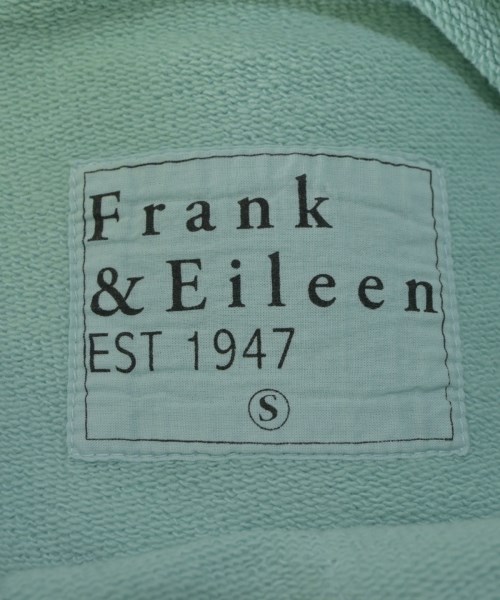 Frank
& Eileen
EST 1947
S